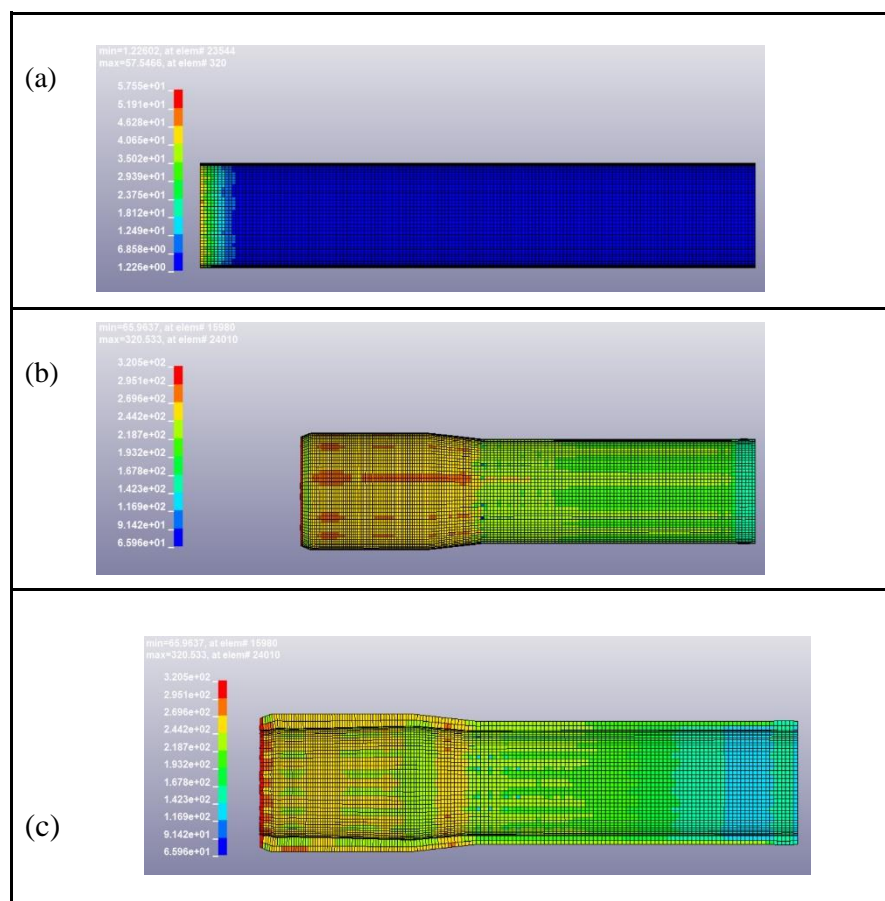 (a)
min=1.22602, at elem# 23544
max=57.5466, at elem# 320
5.755e+01
5.191e+01
4.628e+01
4.065e+01
3.502e+01
2.939e+01
2.375e+01
1.812e+01
1.249e+01
6.858e+00
1.226e+00
(b)
min=65.9637, at elem# 15980
max=320.533, at elem# 24010
3.205e+02
2.951e+02
2.696e+02
2.442e+02
2.187e+02
1.932e+02
1.678e+02
1.423e+02
1.169e+02
9.142e+01
6.596e+01
(c)
min=65.9637, at elem# 15980
max=320.533, at elem# 24010
3.205e+02
2.951e+02
2.696e+02
2.442e+02
2.187e+02
1.932e+02
1.678e+02
1.423e+02
1.169e+02
9.142e+01
6.596e+01